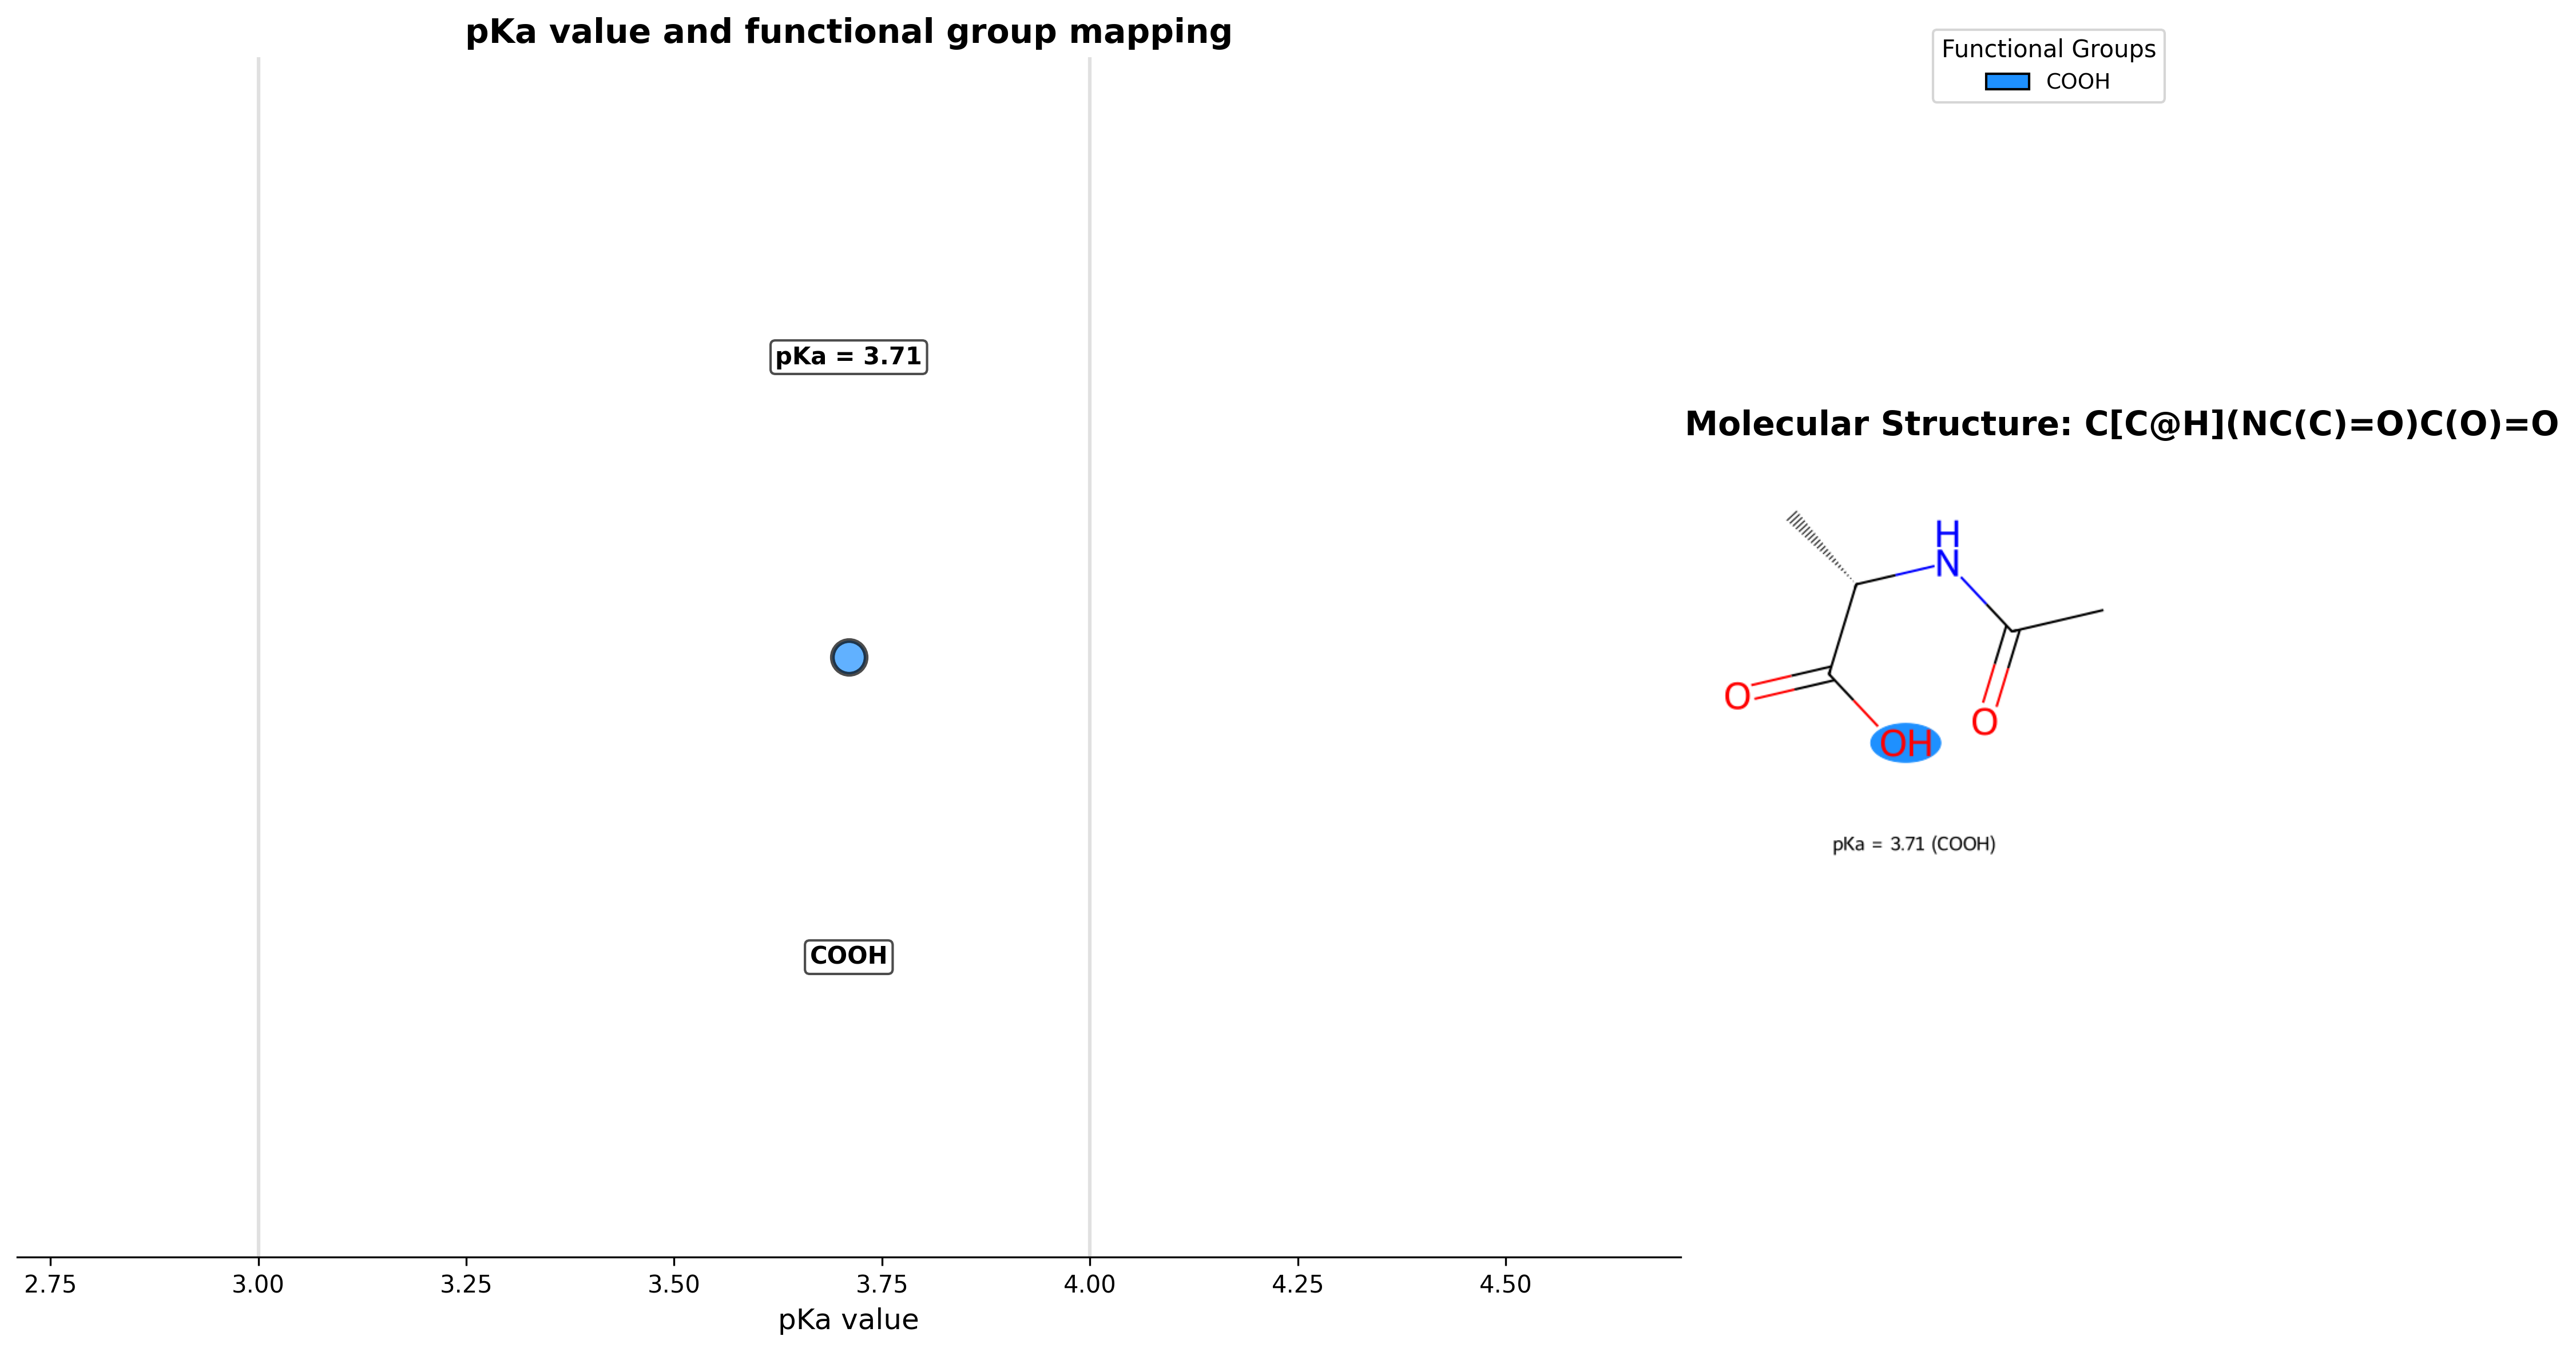 pKa value and functional group mapping
Functional Groups
COOH
pKa = 3.71
Molecular Structure: C[C@H](NC(C)=O)C(O)=O
H
N
O
O
OH
pKa = 3.71 (COOH)
COOH
2.75 3.00 3.25 3.50 3.75 4.00 4.25 4.50
pKa value